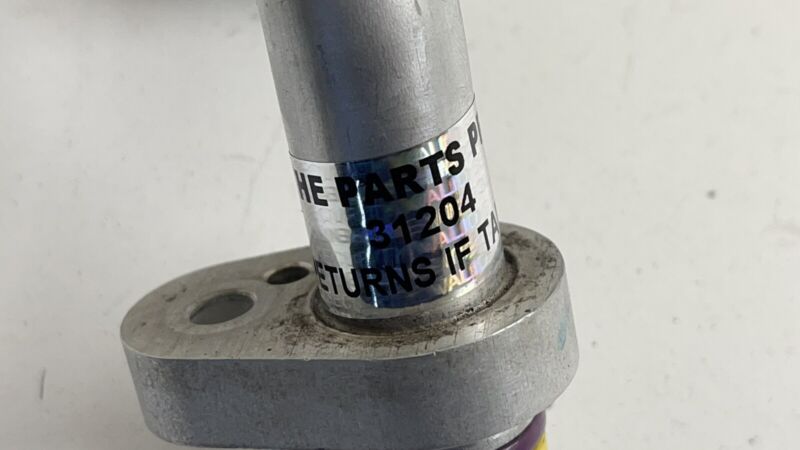 HE PARTS P
31204
ETURNS IF TA